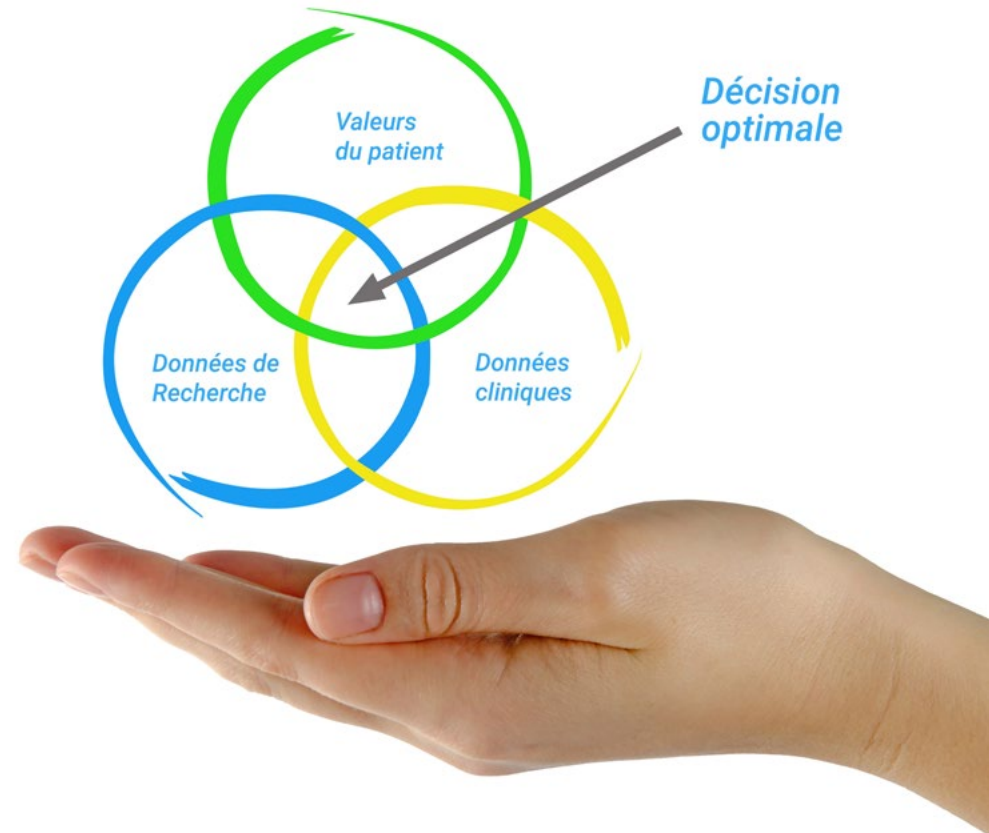 Valeurs
du patient
Décision
optimale
Données de
Recherche
Données
cliniques